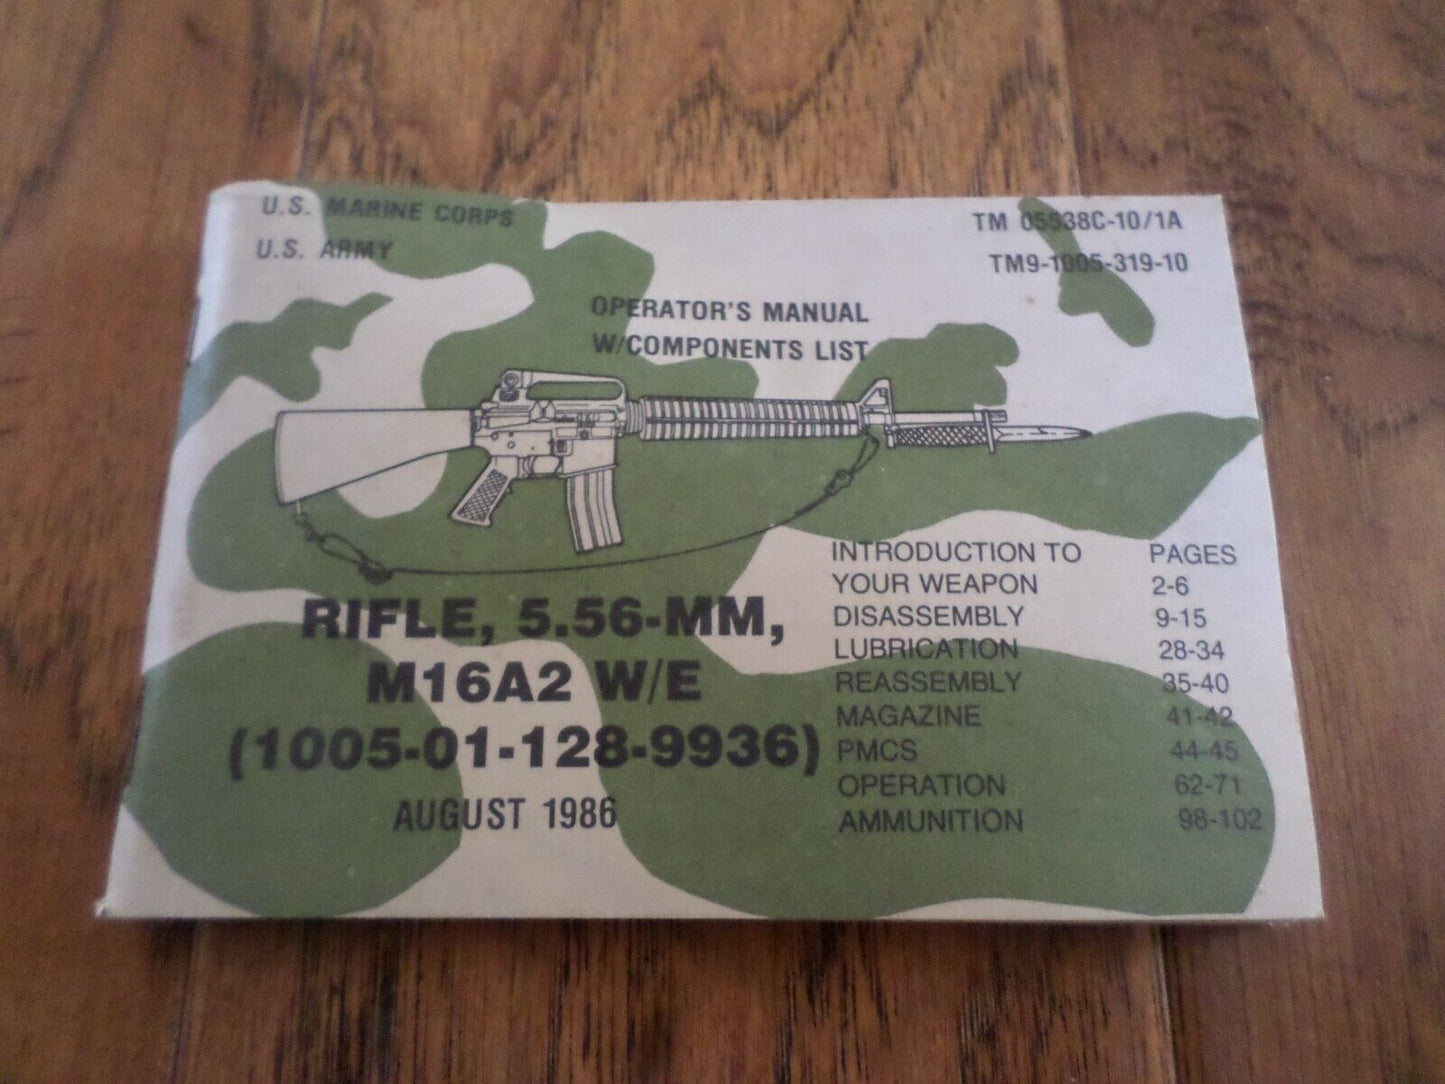 U.S. MARINE CORPS
U.S. ARMY
TM 05538C-10/1A
TM9-1005-319-10
OPERATOR'S MANUAL
W/COMPONENTS LIST
RIFLE, 5.56-MM,
M16A2 W/E
(1005-01-128-9936)
AUGUST 1986
INTRODUCTION TO PAGES
YOUR WEAPON 2-6
DISASSEMBLY 9-15
LUBRICATION 28-34
REASSEMBLY 35-40
MAGAZINE 41-42
PMCS 44-45
OPERATION 62-71
AMMUNITION 98-102